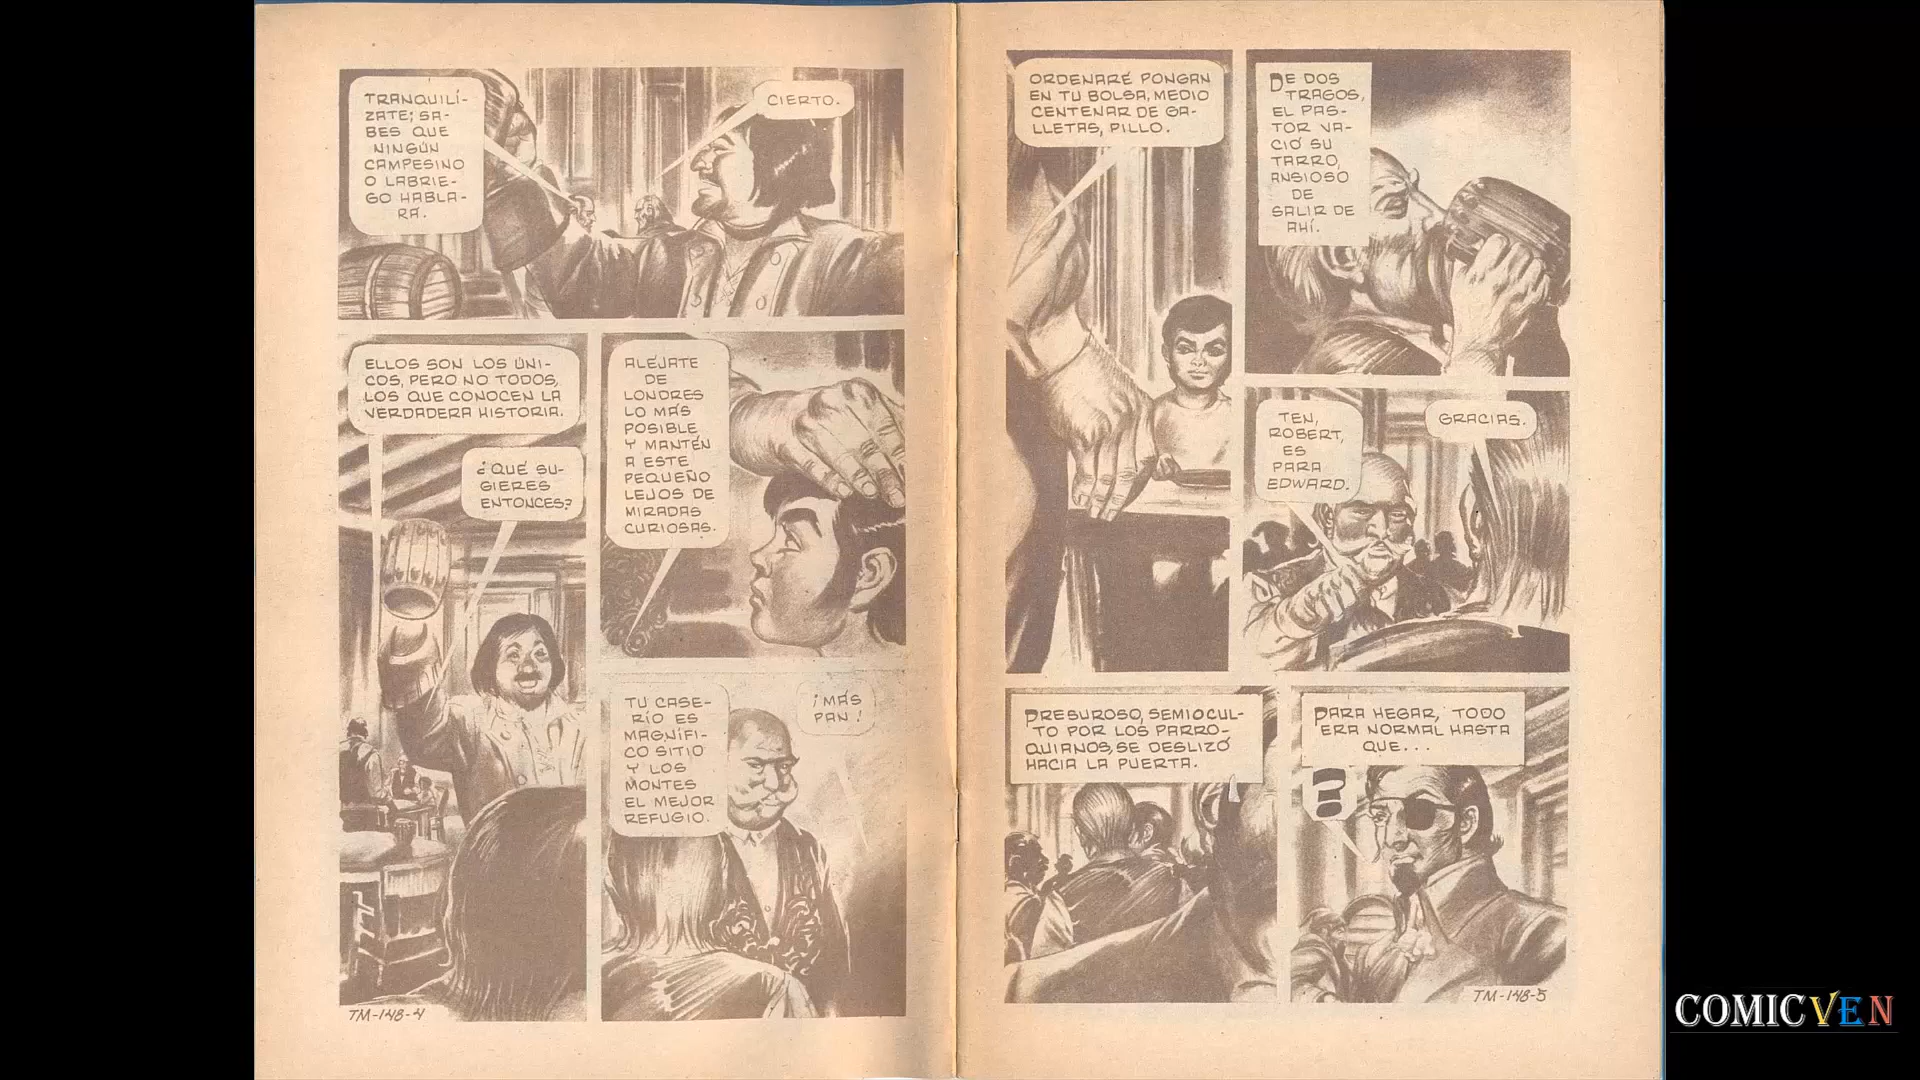 TRANQUILÍ-
ZATE; SA-
BES QUE
NINGÚN
CAMPESINO
O LABRIE-
GO HABLA-
RA.
CIERTO.
ELLOS SON LOS ÚNI-
COS, PERO NO TODOS,
LOS QUE CONOCEN LA
VERDADERA HISTORIA.
¿QUÉ SU-
GIERES
ENTONCES?
ALÉJATE
DE
LONDRES
LO MÁS
POSIBLE
Y MANTÉN
A ESTE
PEQUEÑO
LEJOS DE
MIRADAS
CURIOSAS.
TU CASE-
RÍO ES
MAGNÍFI-
CO SITIO
Y LOS
MONTES
EL MEJOR
REFUGIO.
¡MÁS
PAN!
TM-148-4
ORDENARÉ PONGAN
EN TU BOLSA, MEDIO
CENTENAR DE GA-
LLETAS, PILLO.
DE DOS
TRAGOS,
EL PAS-
TOR VA-
CIÓ SU
TARRO,
ANSIOSO
DE
SALIR DE
AHÍ.
TEN,
ROBERT,
ES
PARA
EDWARD.
GRACIAS.
PRESUROSO, SEMIOCUL-
TO POR LOS PARRO-
QUIANOS, SE DESLIZÓ
HACIA LA PUERTA.
PARA HEGAR, TODO
ERA NORMAL HASTA
QUE...
?
TM-148-5
COMICVEN